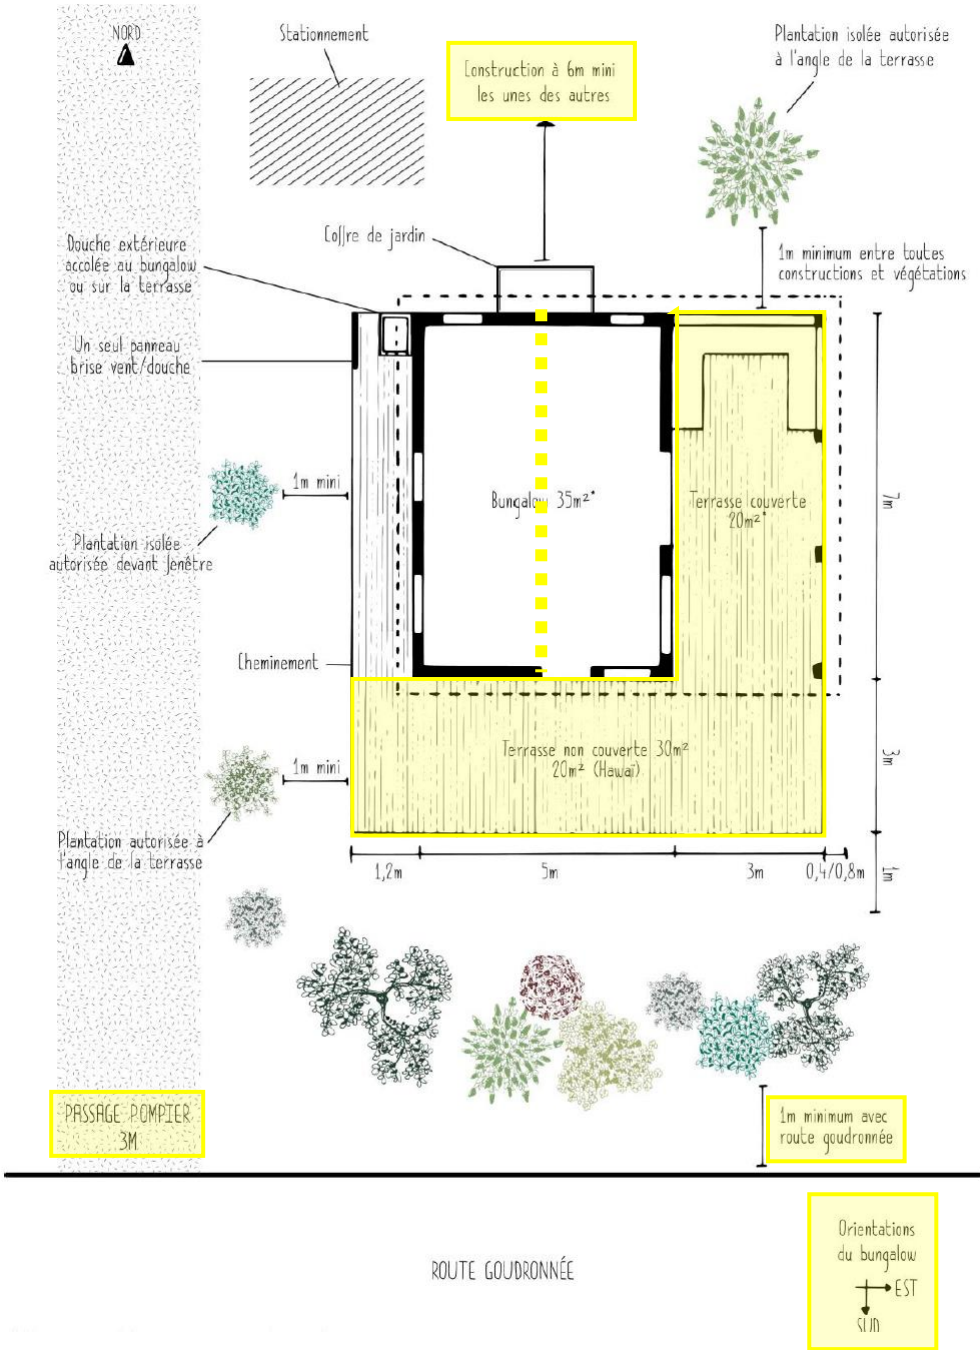 NORD
Stationnement
Construction à 6m mini
les unes des autres
Plantation isolée autorisée
à l'angle de la terrasse
Douche extérieure
accolée au bungalow
ou sur la terrasse
Coffre de jardin
1m minimum entre toutes
constructions et végétations
Un seul panneau
brise vent/douche
1m mini
Bungalow 35m²*
Terrasse couverte
20m²*
7m
Plantation isolée
autorisée devant fenêtre
Cheminement
Terrasse non couverte 30m²
20m² (Hawaï)
3m
1m mini
Plantation autorisée à
l'angle de la terrasse
1,2m
5m
3m
0,4/0,8m
1m
PASSAGE POMPIER
3M
1m minimum avec
route goudronnée
ROUTE GOUDRONNÉE
Orientations
du bungalow
EST
SUD